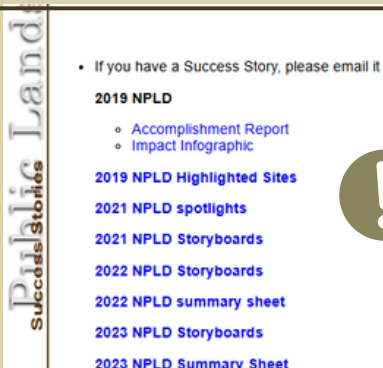 Public Lands
Success Stories
If you have a Success Story, please email it
2019 NPLD
Accomplishment Report
Impact Infographic
2019 NPLD Highlighted Sites
2021 NPLD spotlights
2021 NPLD Storyboards
2022 NPLD Storyboards
2022 NPLD summary sheet
2023 NPLD Storyboards
2023 NPLD Summary Sheet
!